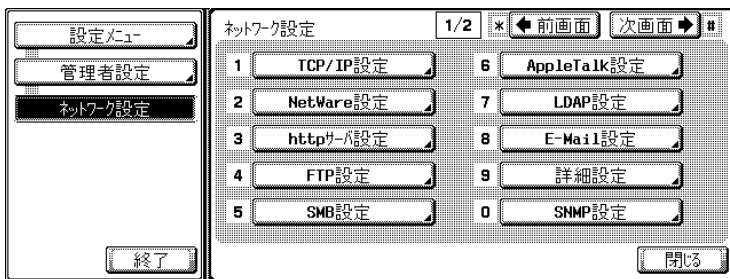 設定メニュー
管理者設定
ネットワーク設定
終了
ネットワーク設定
1/2 * ← 前画面 次画面 → #
1 TCP/IP設定
2 NetWare設定
3 httpサーバ設定
4 FTP設定
5 SMB設定
6 AppleTalk設定
7 LDAP設定
8 E-Mail設定
9 詳細設定
0 SNMP設定
閉じる